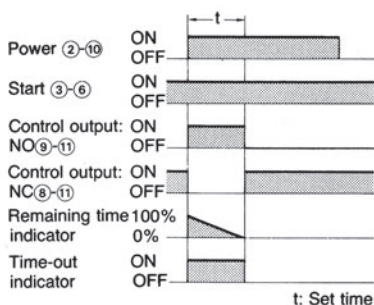 t
Power ②-⑩ ON
OFF
Start ③-⑥ ON
OFF
Control output: ON
NO⑨-⑪ OFF
Control output: ON
NC⑧-⑪ OFF
Remaining time 100%
indicator 0%
Time-out ON
indicator OFF
t: Set time